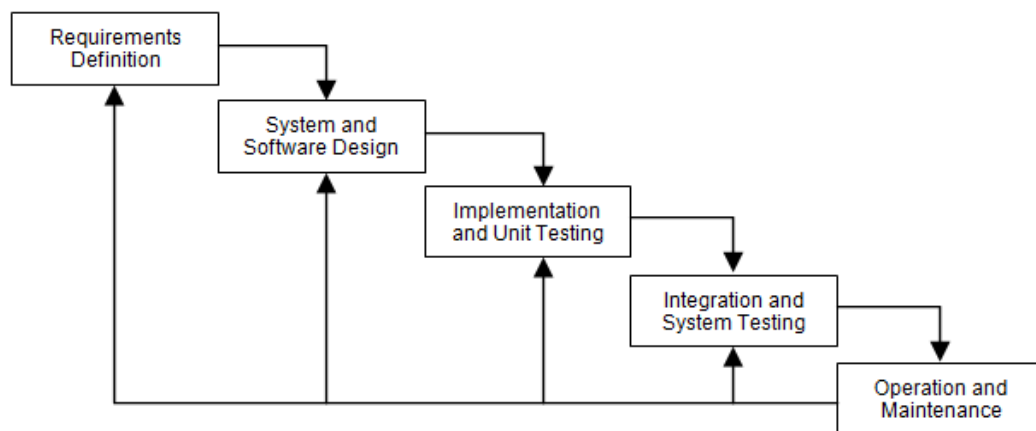 Requirements
Definition
System and
Software Design
Implementation
and Unit Testing
Integration and
System Testing
Operation and
Maintenance